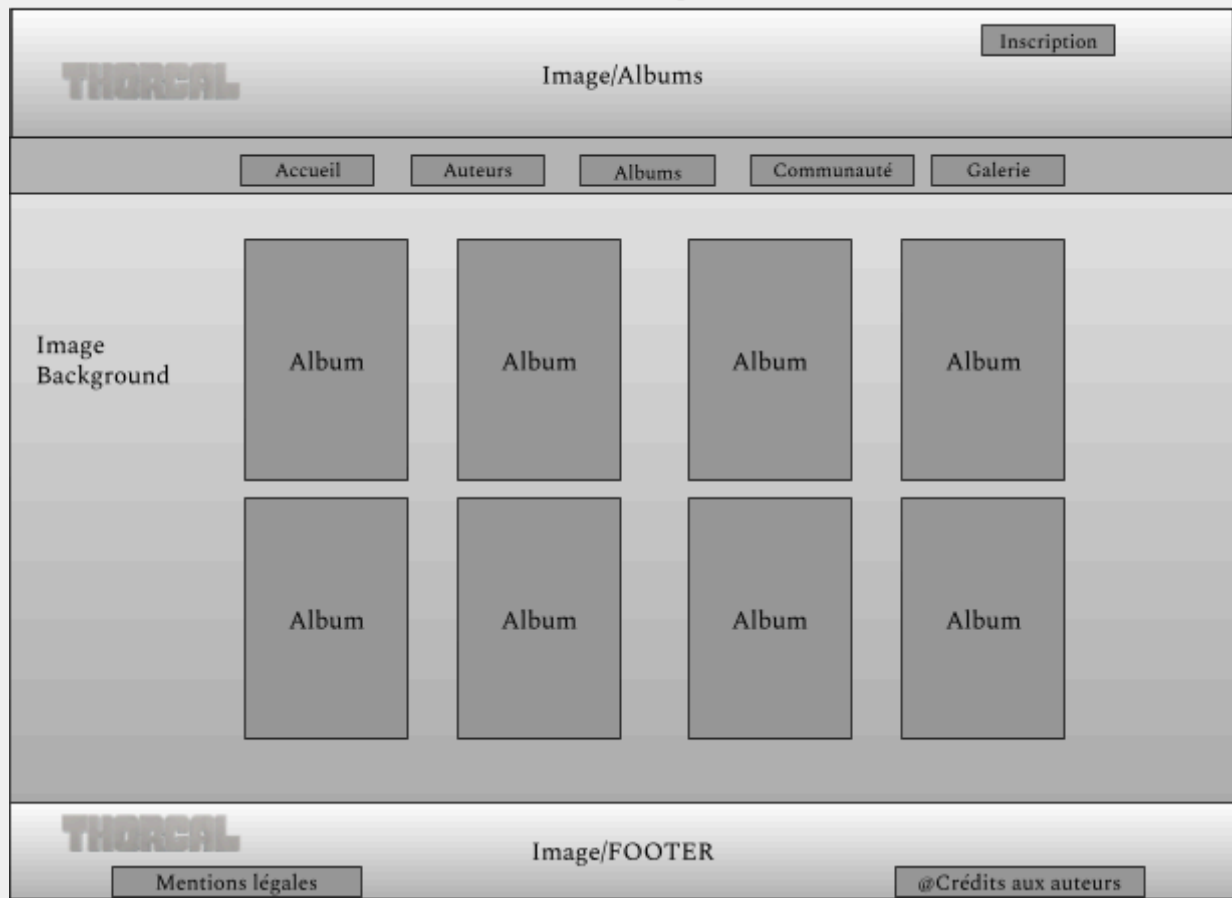 Inscription
THORGAL
Image/Albums
Accueil
Auteurs
Albums
Communauté
Galerie
Image
Background
Album
Album
Album
Album
Album
Album
Album
Album
THORGAL
Image/FOOTER
Mentions légales
@Crédits aux auteurs